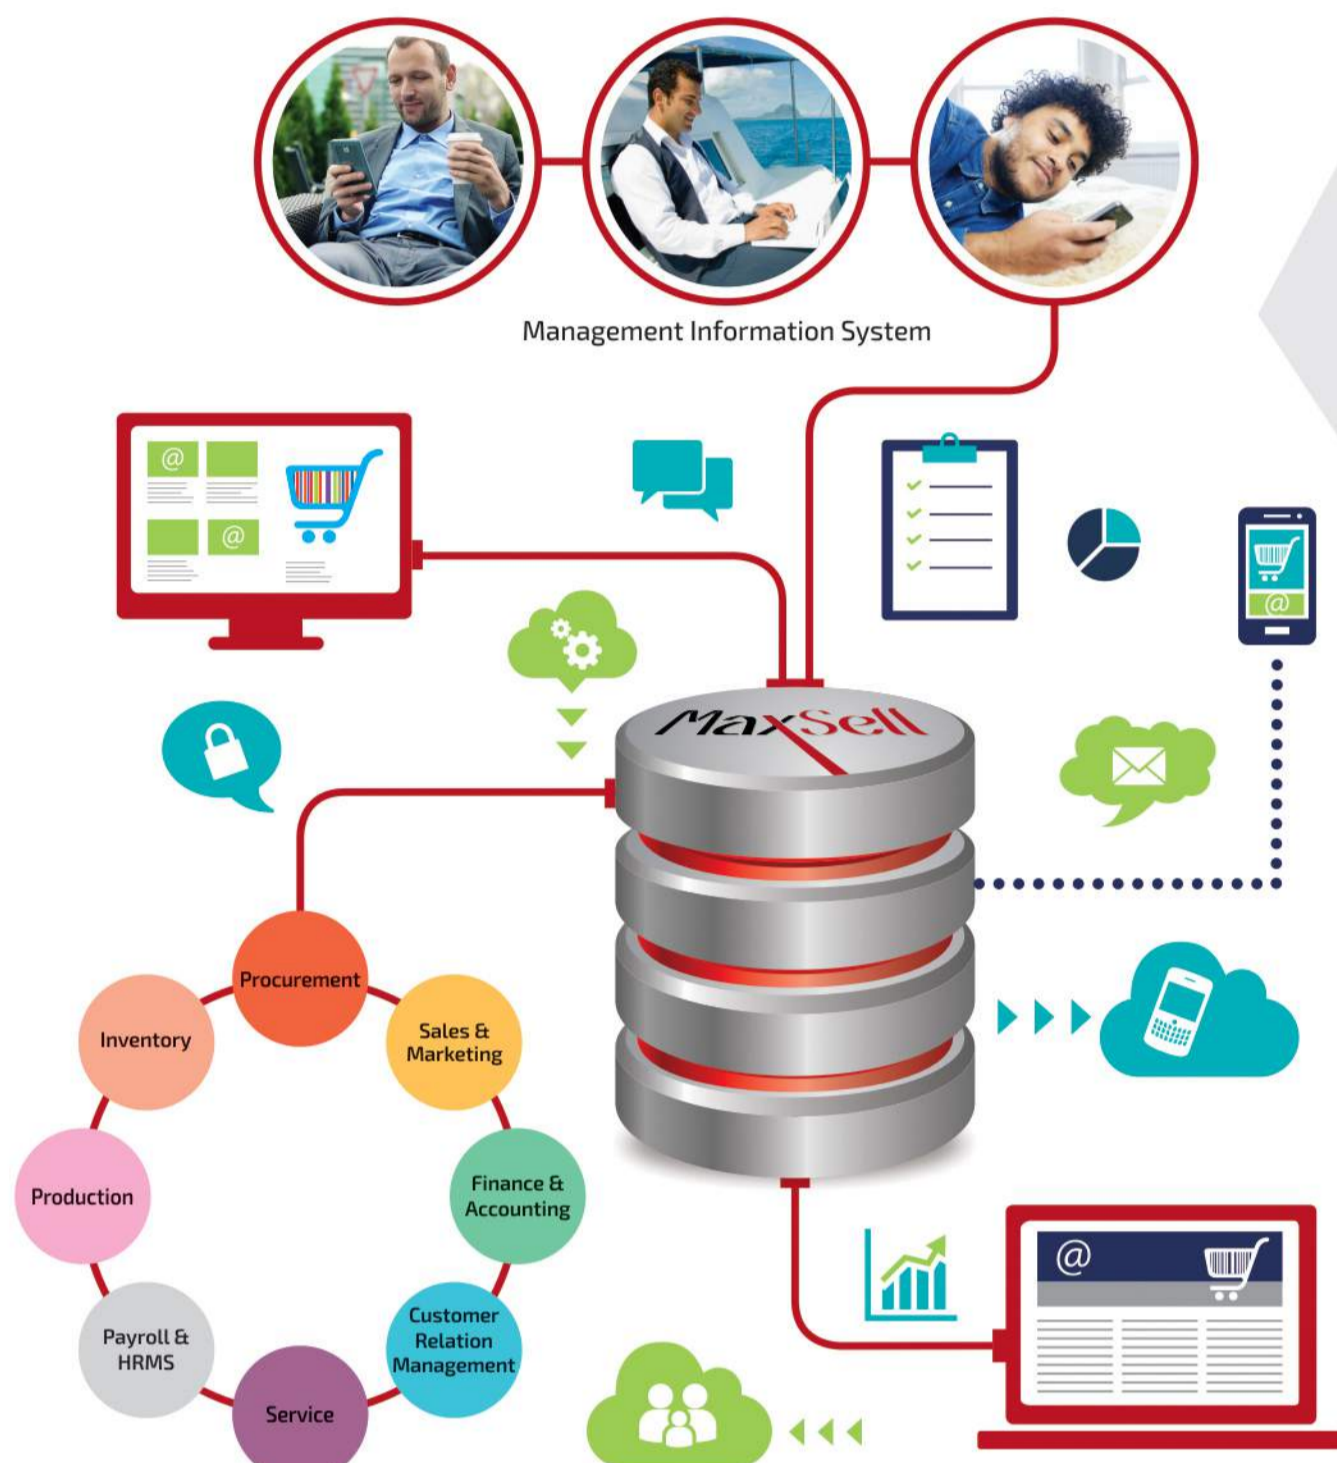 Management Information System
@
@
@
MaxSell
Procurement
Inventory
Sales &
Marketing
Production
Finance &
Accounting
Payroll &
HRMS
Customer
Relation
Management
Service
@